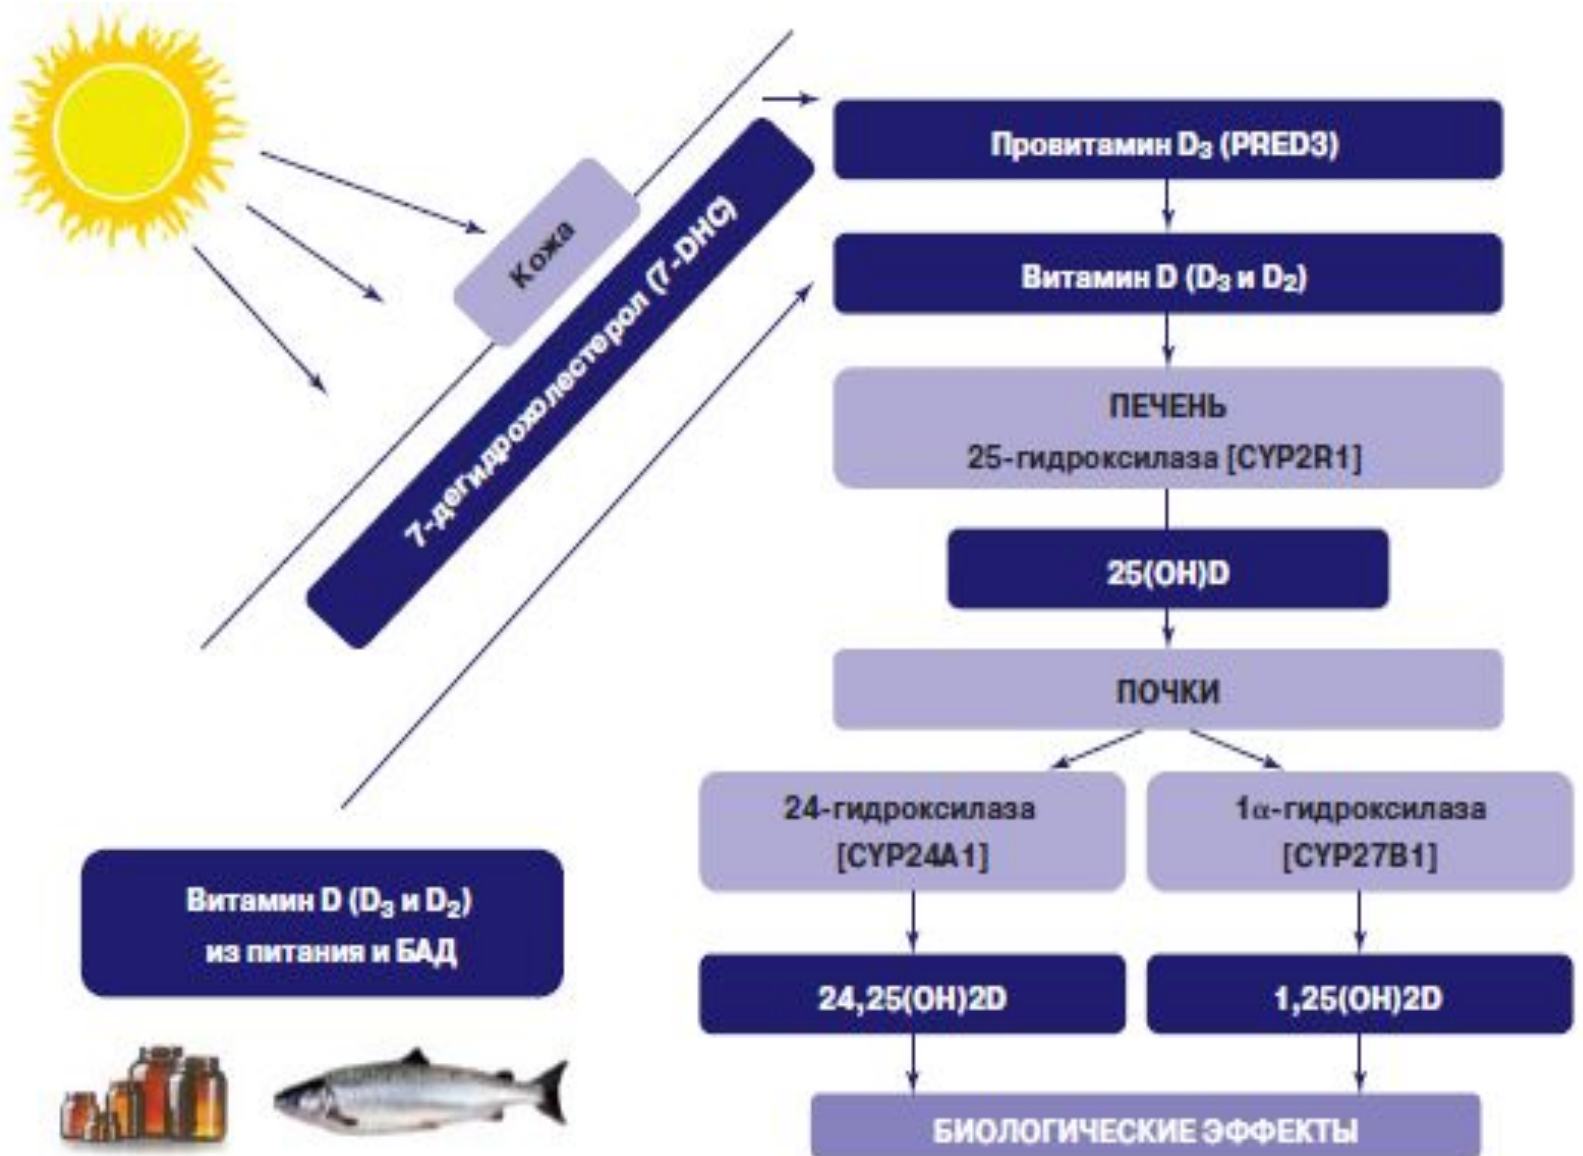 Кожа
7-дегидрохолестерол (7-DHC)
Провитамин D₃ (PRED3)
Витамин D (D₃ и D₂)
ПЕЧЕНЬ
25-гидроксилаза [CYP2R1]
25(OH)D
ПОЧКИ
24-гидроксилаза
[CYP24A1]
1α-гидроксилаза
[CYP27B1]
24,25(OH)2D
1,25(OH)2D
БИОЛОГИЧЕСКИЕ ЭФФЕКТЫ
Витамин D (D₃ и D₂)
из питания и БАД